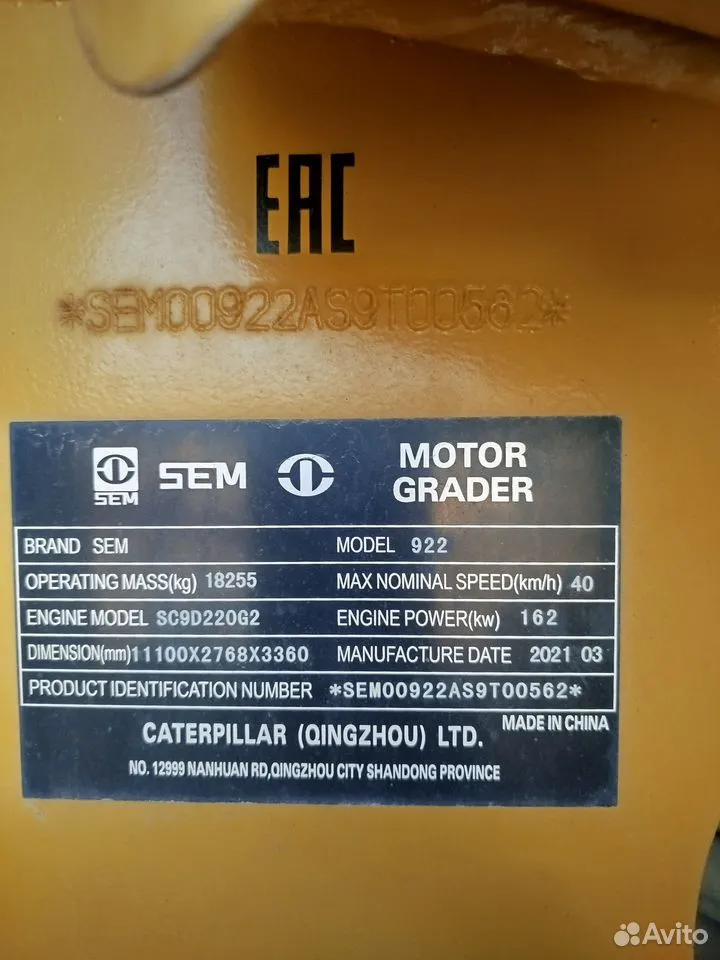 EAC
*SEM00922AS9T00562*
SEM SEM MOTOR GRADER
BRAND SEM MODEL 922
OPERATING MASS(kg) 18255 MAX NOMINAL SPEED(km/h) 40
ENGINE MODEL SC9D220G2 ENGINE POWER(kw) 162
DIMENSION(mm)11100X2768X3360 MANUFACTURE DATE 2021 03
PRODUCT IDENTIFICATION NUMBER *SEM00922AS9T00562*
MADE IN CHINA
CATERPILLAR (QINGZHOU) LTD.
NO. 12999 NANHUAN RD,QINGZHOU CITY SHANDONG PROVINCE
Avito